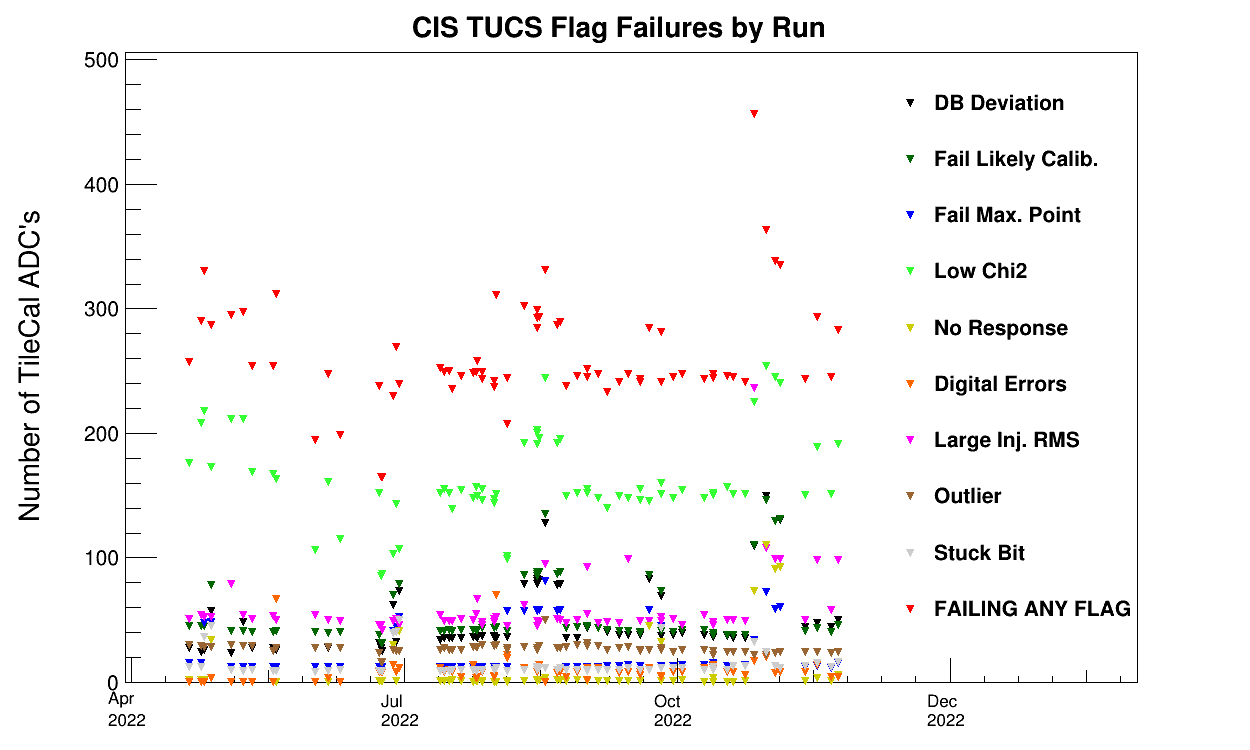 CIS TUCS Flag Failures by Run
Number of TileCal ADC's
500
400
300
200
100
0
Apr
2022
Jul
2022
Oct
2022
Dec
2022
DB Deviation
Fail Likely Calib.
Fail Max. Point
Low Chi2
No Response
Digital Errors
Large Inj. RMS
Outlier
Stuck Bit
FAILING ANY FLAG